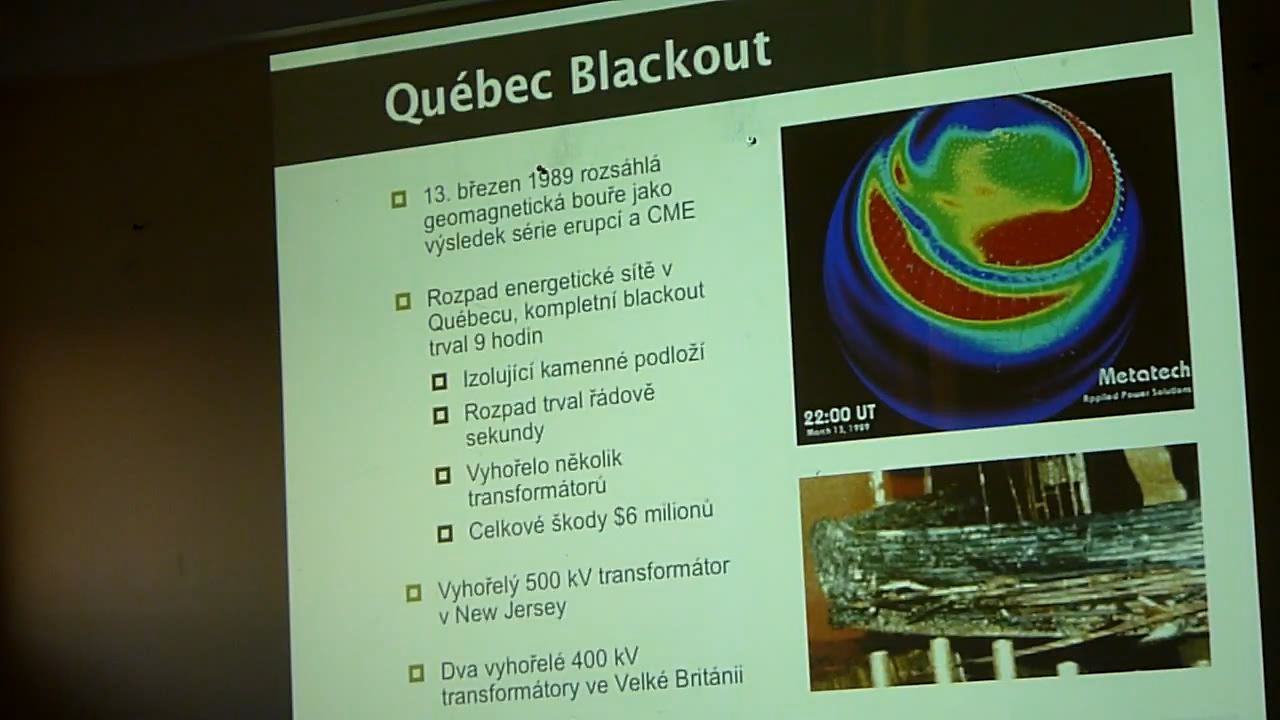 Québec Blackout
13. březen 1989 rozsáhlá
geomagnetická bouře jako
výsledek série erupcí a CME
Rozpad energetické sítě v
Québecu, kompletní blackout
trval 9 hodin
Izolující kamenné podloží
Rozpad trval řádově
sekundy
Vyhořelo několik
transformátorů
Celkové škody $6 milionů
Vyhořelý 500 kV transformátor
v New Jersey
Dva vyhořelé 400 kV
transformátory ve Velké Británii
Metatech
Applied Power Solutions
22:00 UT
March 13, 1989